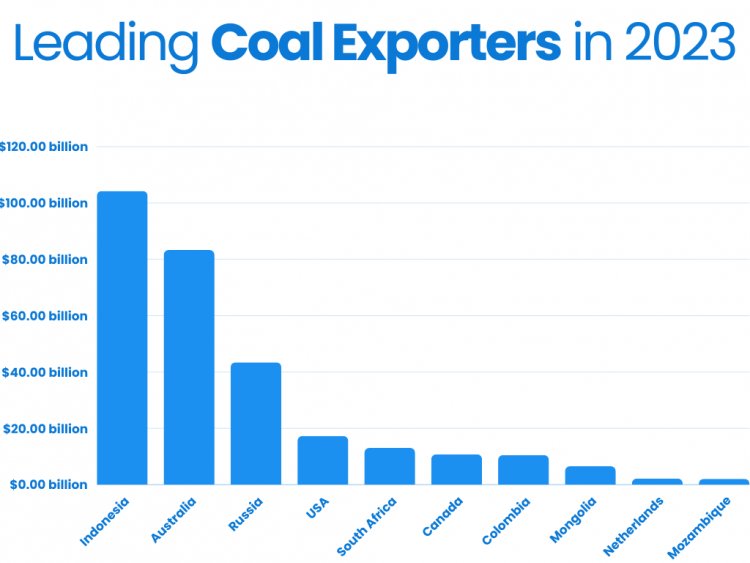 Leading Coal Exporters in 2023
$120.00 billion
$100.00 billion
$80.00 billion
$60.00 billion
$40.00 billion
$20.00 billion
$0.00 billion
Indonesia
Australia
Russia
USA
South Africa
Canada
Colombia
Mongolia
Netherlands
Mozambique